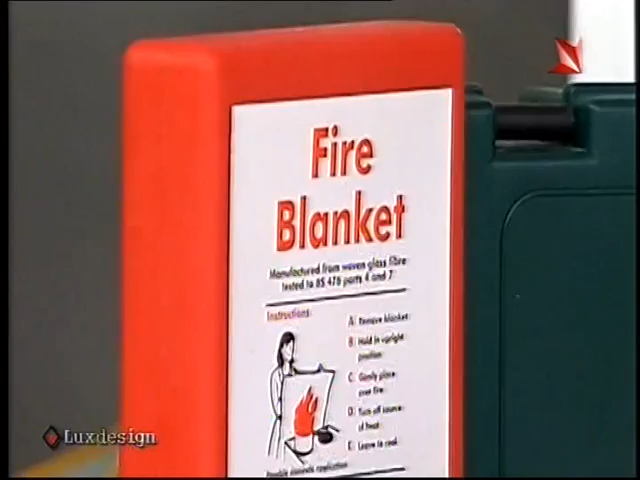 Fire
Blanket
Manufactured from woven glass fibre
tested to BS 476 parts 4 and 7
Instructions:
A: Remove blanket
B: Hold in upright
position
C: Gently place
over fire
D: Turn off source
of heat
E: Leave to cool
Luxdesign